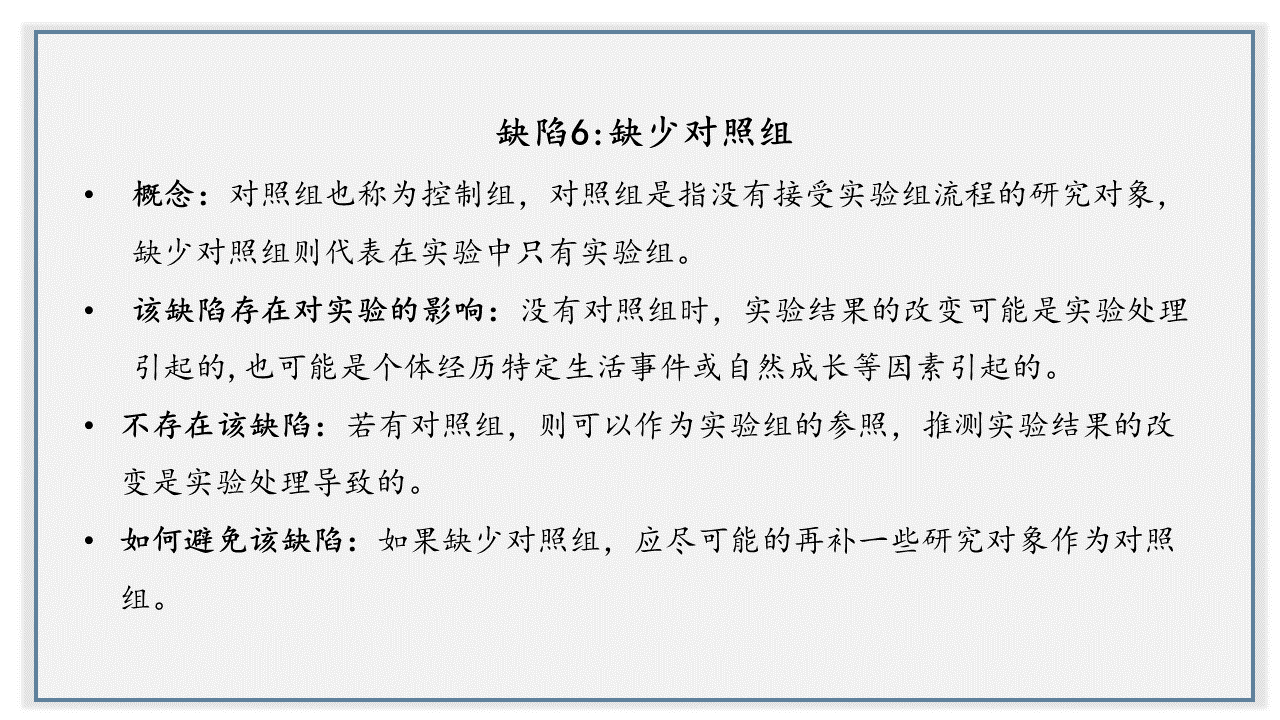 缺陷6:缺少对照组
• 概念：对照组也称为控制组，对照组是指没有接受实验组流程的研究对象，
缺少对照组则代表在实验中只有实验组。
• 该缺陷存在对实验的影响：没有对照组时，实验结果的改变可能是实验处理
引起的,也可能是个体经历特定生活事件或自然成长等因素引起的。
• 不存在该缺陷：若有对照组，则可以作为实验组的参照，推测实验结果的改
变是实验处理导致的。
• 如何避免该缺陷：如果缺少对照组，应尽可能的再补一些研究对象作为对照
组。